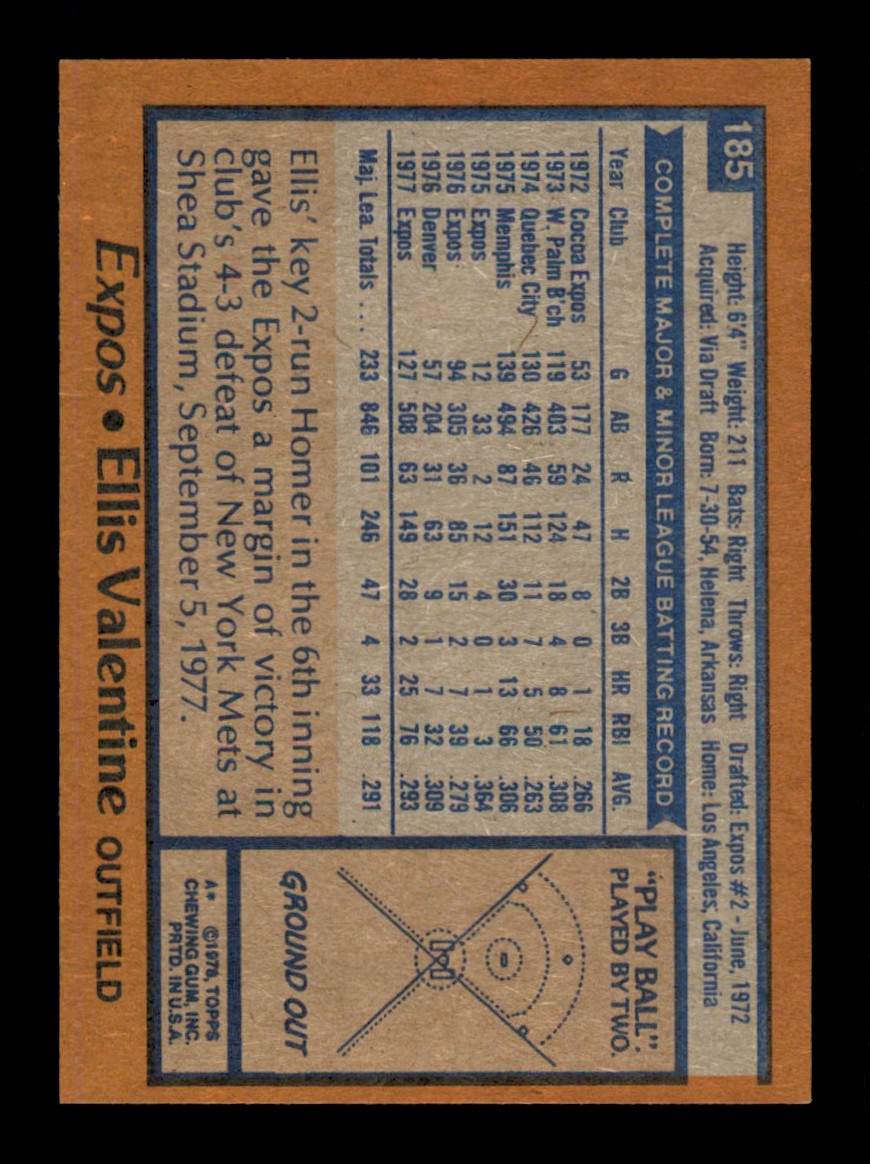 185
Height: 6'4" Weight: 211 Bats: Right Throws: Right Drafted: Expos #2 - June, 1972
Acquired: Via Draft Born: 7-30-54, Helena, Arkansas Home: Los Angeles, California
COMPLETE MAJOR & MINOR LEAGUE BATTING RECORD
Year Club G AB R H 2B 3B HR RBI AVG.
1972 Cocoa Expos 53 177 24 47 8 0 1 18 .266
1973 W. Palm B'ch 119 403 59 124 18 4 8 61 .308
1974 Quebec City 130 426 46 112 11 7 5 50 .263
1975 Memphis 139 494 87 151 30 3 13 66 .306
1975 Expos 12 33 2 12 4 0 1 3 .364
1976 Expos 94 305 36 85 15 2 7 39 .279
1976 Denver 57 204 31 63 9 1 7 32 .309
1977 Expos 127 508 63 149 28 2 25 76 .293
Maj. Lea. Totals . . . 233 846 101 246 47 4 33 118 .291
Ellis' key 2-run Homer in the 6th inning
gave the Expos a margin of victory in
club's 4-3 defeat of New York Mets at
Shea Stadium, September 5, 1977.
"PLAY BALL":
PLAYED BY TWO.
GROUND OUT
A* ©1978, TOPPS
CHEWING GUM, INC.
PRTD. IN U.S.A.
Expos • Ellis Valentine OUTFIELD